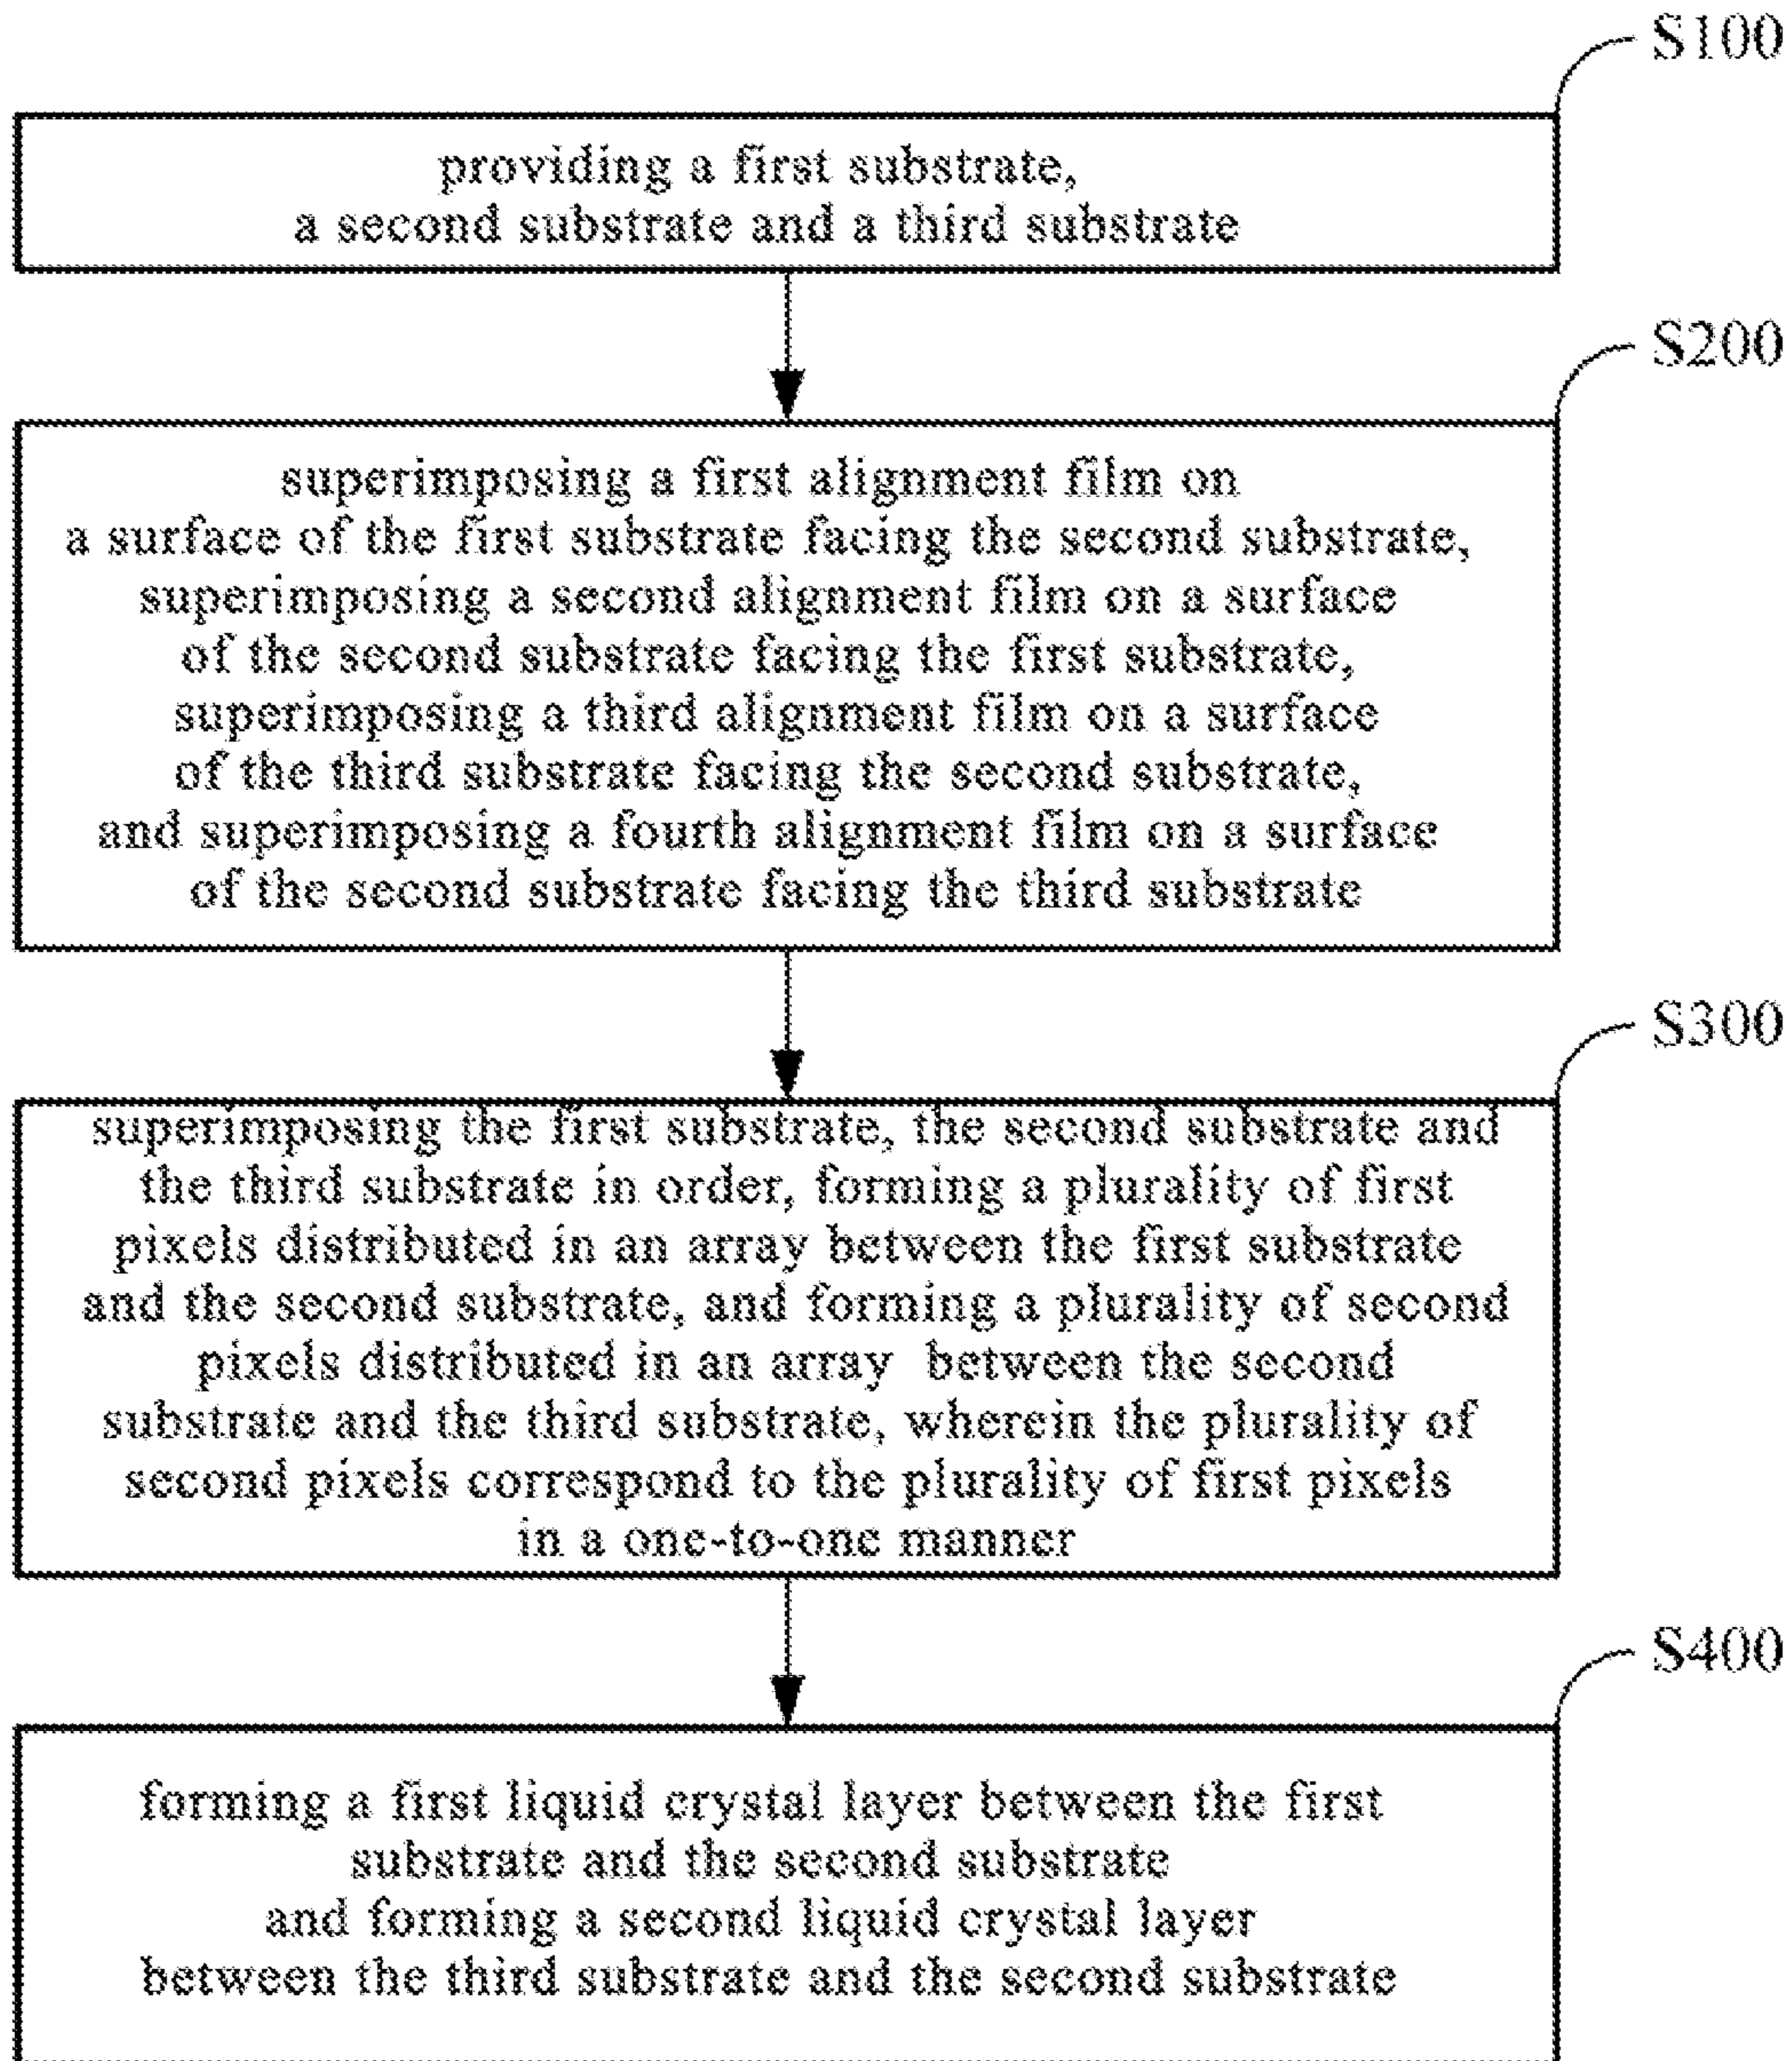 S100
providing a first substrate,
a second substrate and a third substrate
S200
superimposing a first alignment film on
a surface of the first substrate facing the second substrate,
superimposing a second alignment film on a surface
of the second substrate facing the first substrate,
superimposing a third alignment film on a surface
of the third substrate facing the second substrate,
and superimposing a fourth alignment film on a surface
of the second substrate facing the third substrate
S300
superimposing the first substrate, the second substrate and
the third substrate in order, forming a plurality of first
pixels distributed in an array between the first substrate
and the second substrate, and forming a plurality of second
pixels distributed in an array between the second
substrate and the third substrate, wherein the plurality of
second pixels correspond to the plurality of first pixels
in a one-to-one manner
S400
forming a first liquid crystal layer between the first
substrate and the second substrate
and forming a second liquid crystal layer
between the third substrate and the second substrate